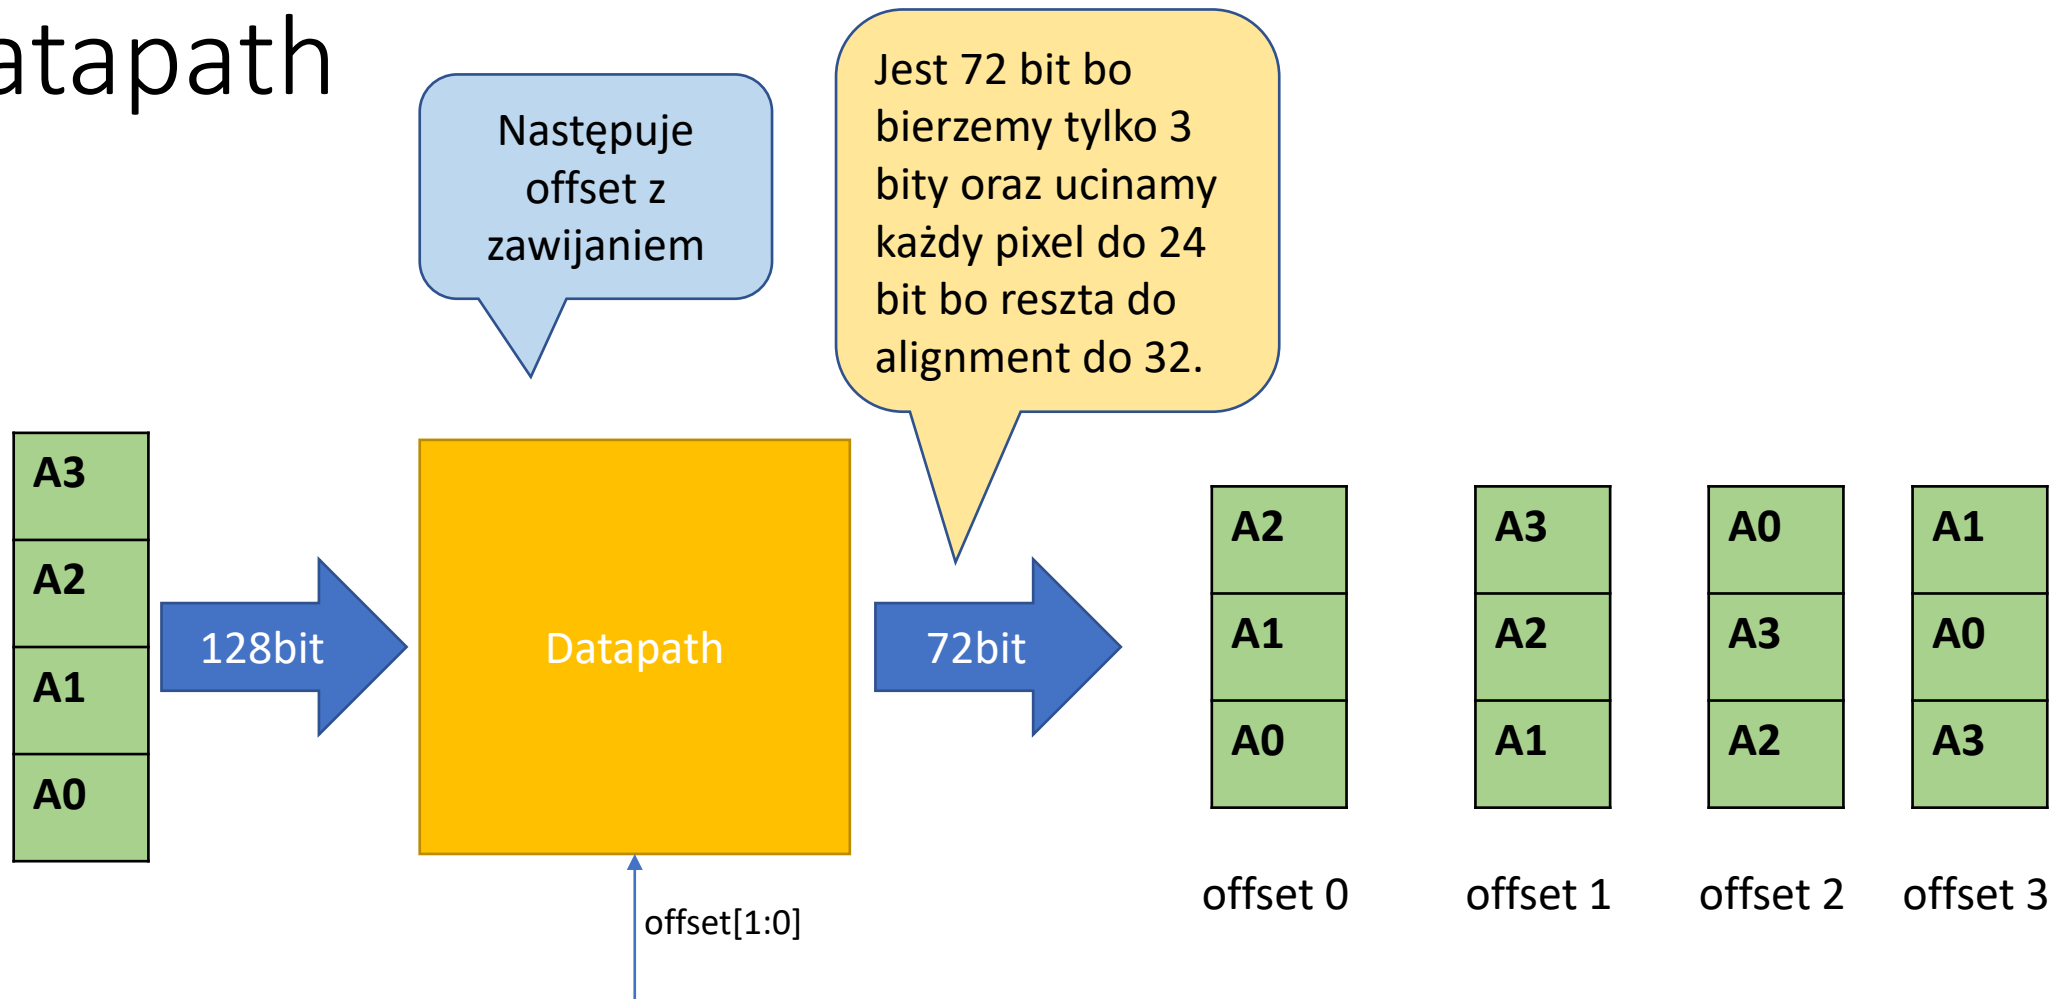 atapath
Następuje
offset z
zawijaniem
Jest 72 bit bo
bierzemy tylko 3
bity oraz ucinamy
każdy pixel do 24
bit bo reszta do
alignment do 32.
A3
A2
A1
A0
128bit
Datapath
72bit
offset[1:0]
A2
A1
A0
offset 0
A3
A2
A1
offset 1
A0
A3
A2
offset 2
A1
A0
A3
offset 3